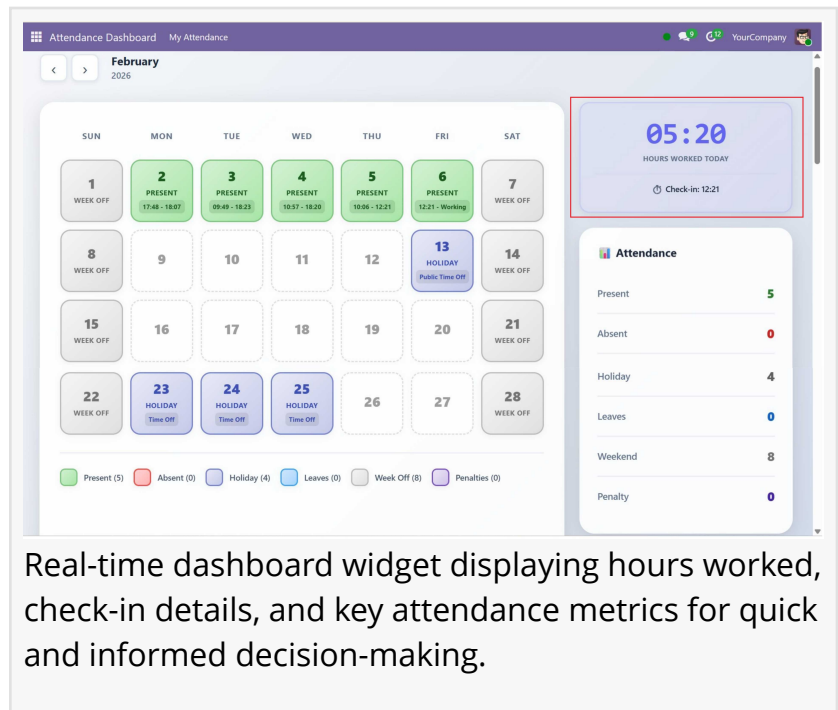 Attendance Dashboard My Attendance 9 12 YourCompany
‹ › February
2026
SUN MON TUE WED THU FRI SAT
1 2 3 4 5 6 7
WEEK OFF PRESENT PRESENT PRESENT PRESENT PRESENT WEEK OFF
17:48 - 18:07 09:49 - 18:23 10:57 - 18:20 10:06 - 12:21 12:21 - Working
8 9 10 11 12 13 14
WEEK OFF HOLIDAY WEEK OFF
Public Time Off
15 16 17 18 19 20 21
WEEK OFF WEEK OFF
22 23 24 25 26 27 28
WEEK OFF HOLIDAY HOLIDAY HOLIDAY WEEK OFF
Time Off Time Off Time Off
Present (5) Absent (0) Holiday (4) Leaves (0) Week Off (8) Penalties (0)
05:20
HOURS WORKED TODAY
Check-in: 12:21
Attendance
Present 5
Absent 0
Holiday 4
Leaves 0
Weekend 8
Penalty 0
Real-time dashboard widget displaying hours worked,
check-in details, and key attendance metrics for quick
and informed decision-making.